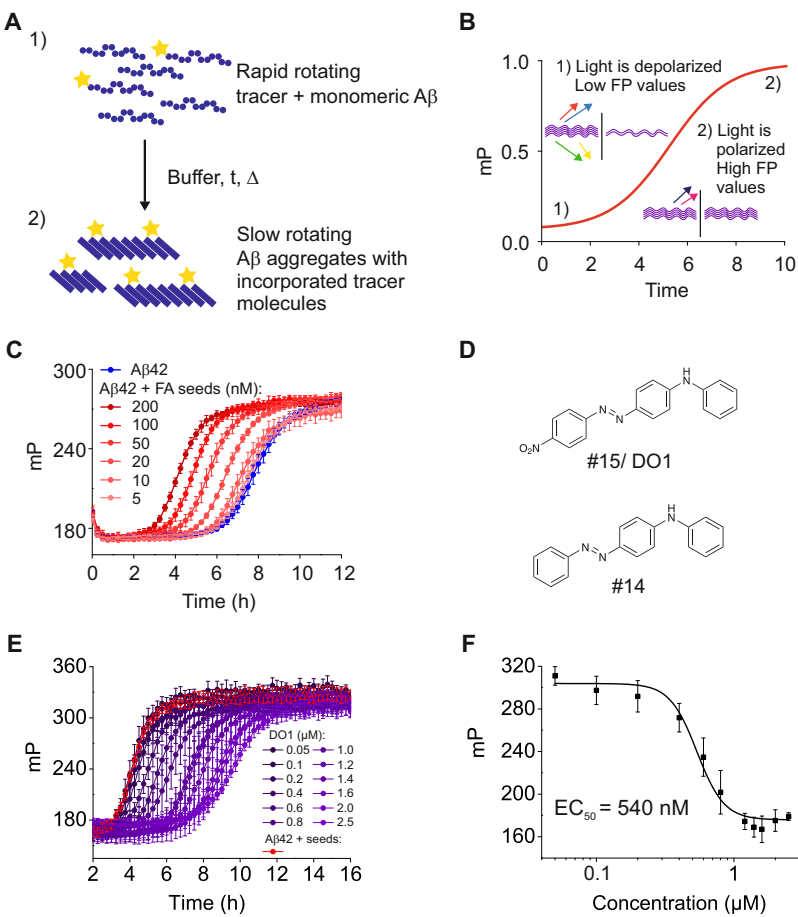 A
1)
Rapid rotating
tracer + monomeric Aβ
Buffer, t, Δ
2)
Slow rotating
Aβ aggregates with
incorporated tracer
molecules
B
1.0
0.5
0.0
mP
1) Light is depolarized
Low FP values
2)
2) Light is
polarized
High FP
values
1)
0 2 4 6 8 10
Time
C
300
240
180
mP
Aβ42
Aβ42 + FA seeds (nM):
200
100
50
20
10
5
0 2 4 6 8 10 12
Time (h)
D
H
N
N
N
O₂N
#15/ DO1
H
N
N
N
#14
E
360
300
240
180
mP
DO1 (µM):
0.05 1.0
0.1 1.2
0.2 1.4
0.4 1.6
0.6 2.0
0.8 2.5
Aβ42 + seeds:
2 4 6 8 10 12 14 16
Time (h)
F
320
280
240
200
160
mP
EC₅₀ = 540 nM
0.1 1
Concentration (µM)